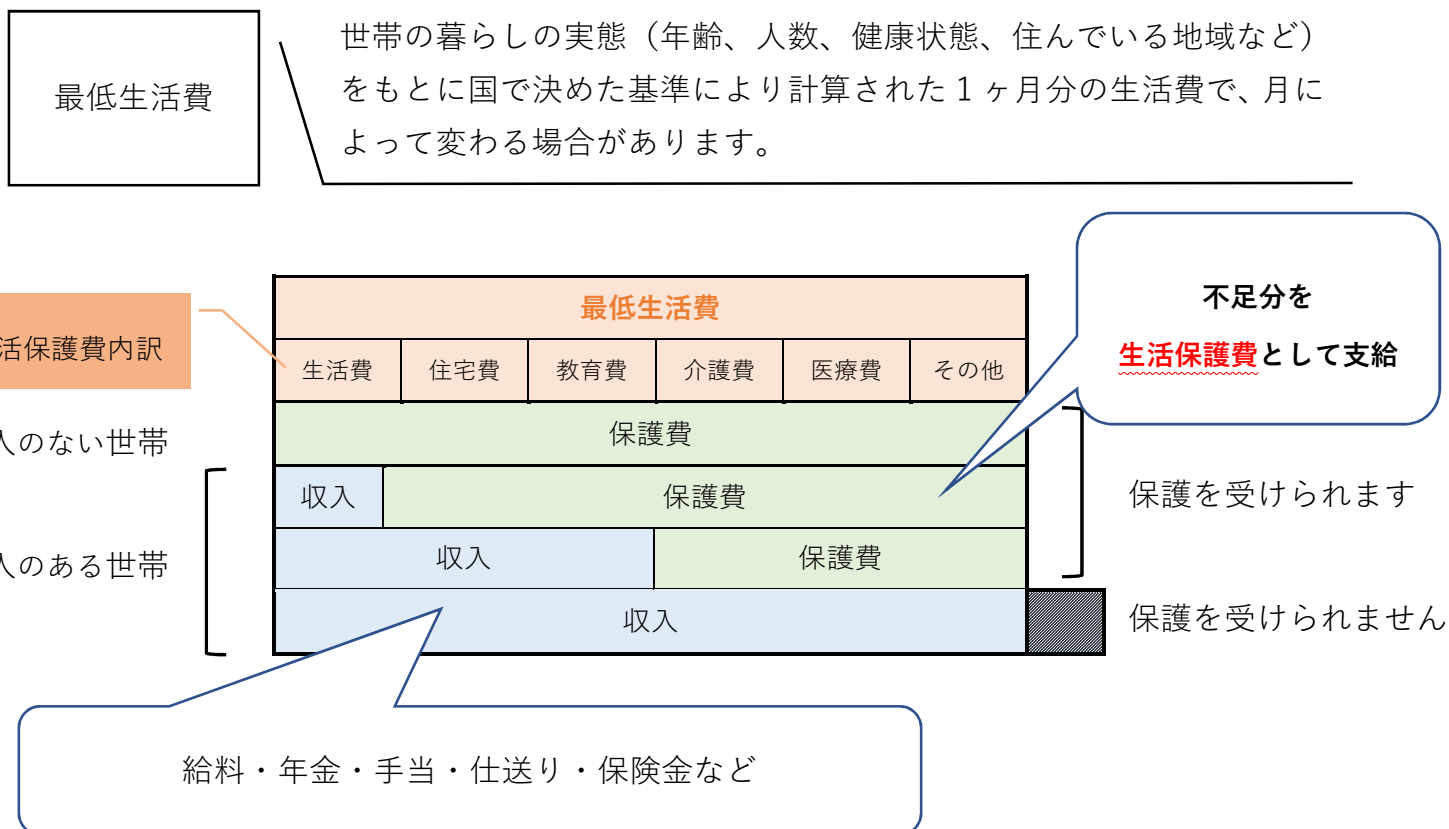 最低生活費
世帯の暮らしの実態（年齢、人数、健康状態、住んでいる地域など）
をもとに国で決めた基準により計算された１ヶ月分の生活費で、月に
よって変わる場合があります。
不足分を
生活保護費として支給
最低生活費
活保護費内訳
生活費 住宅費 教育費 介護費 医療費 その他
入のない世帯
保護費
収入 保護費
保護を受けられます
入のある世帯
収入 保護費
収入
保護を受けられません
給料・年金・手当・仕送り・保険金など